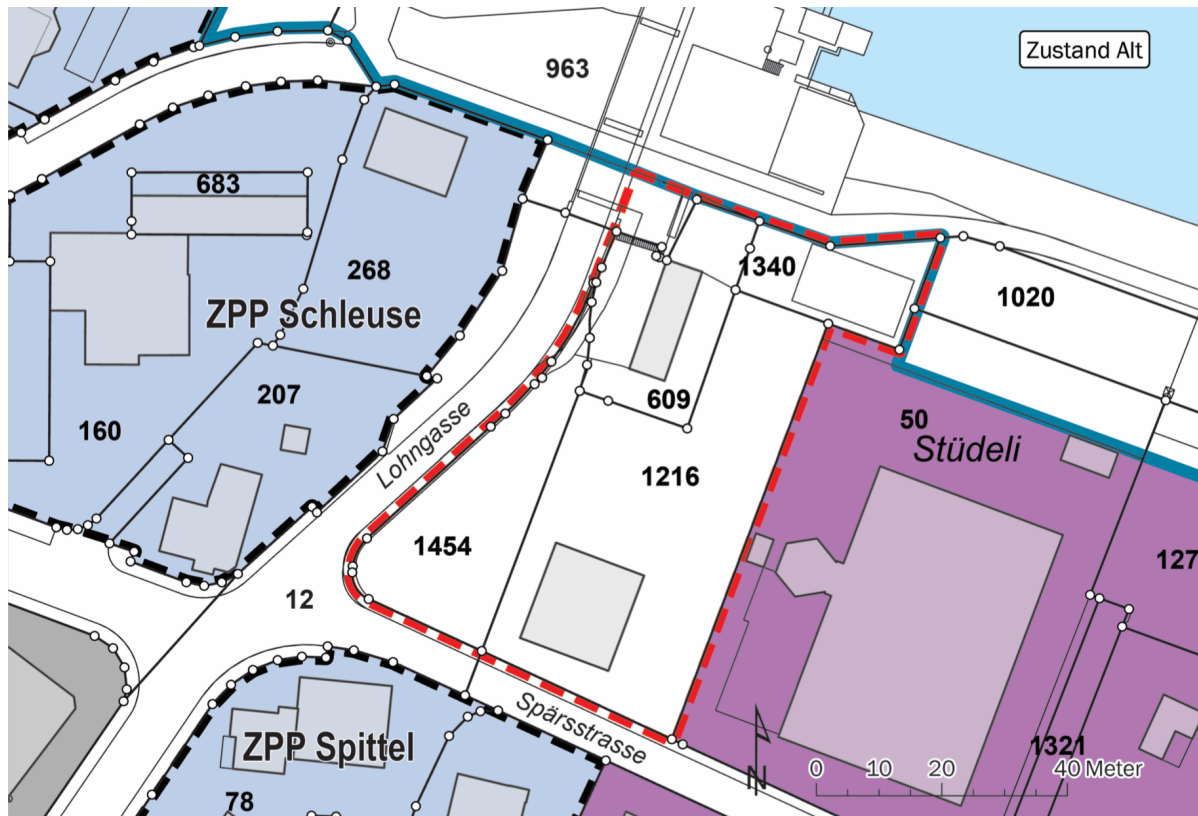 Zustand Alt
963
683
268
1340
1020
ZPP Schleuse
207
609
160
Lohngasse
50
Stüdeli
1216
1454
127
12
Spärsstrasse
ZPP Spittel
1321
78
N
0 10 20 40 Meter